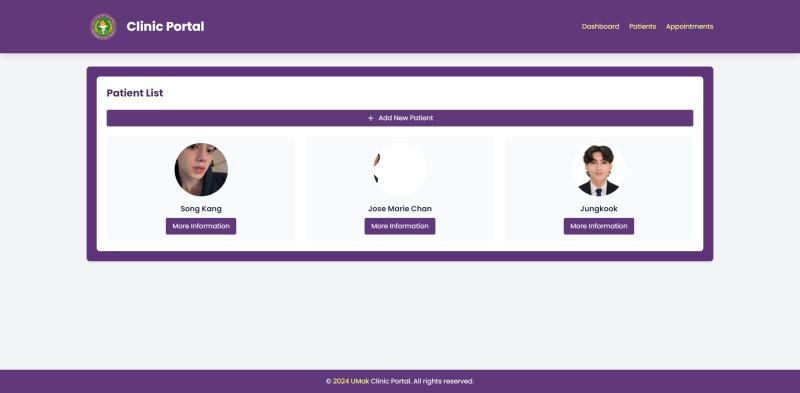 Clinic Portal
Dashboard Patients Appointments
Patient List
+ Add New Patient
Song Kang
More Information
Jose Marie Chan
More Information
Jungkook
More Information
© 2024 UMak Clinic Portal. All rights reserved.